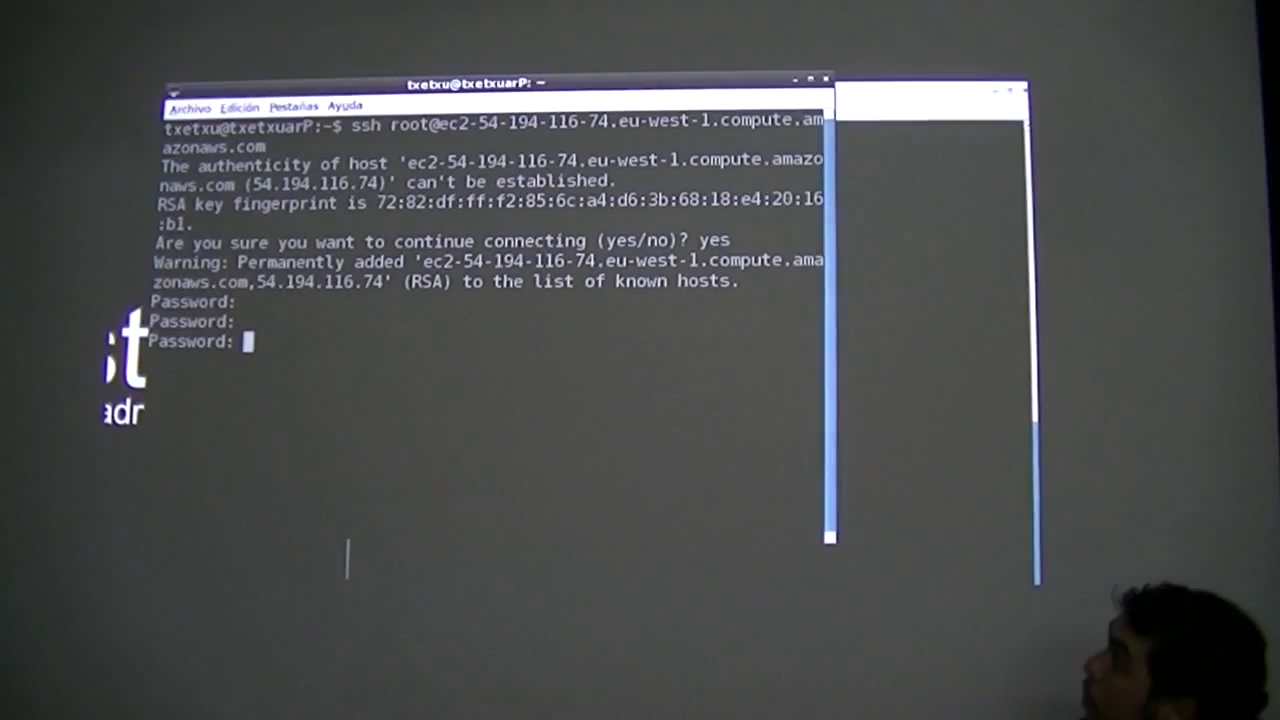 txetxu@txetxuarP: ~
Archivo Edición Pestañas Ayuda
txetxu@txetxuarP:~$ ssh root@ec2-54-194-116-74.eu-west-1.compute.am
azonaws.com
The authenticity of host 'ec2-54-194-116-74.eu-west-1.compute.amazo
naws.com (54.194.116.74)' can't be established.
RSA key fingerprint is 72:82:df:ff:f2:85:6c:a4:d6:3b:68:18:e4:20:16
:b1.
Are you sure you want to continue connecting (yes/no)? yes
Warning: Permanently added 'ec2-54-194-116-74.eu-west-1.compute.ama
zonaws.com,54.194.116.74' (RSA) to the list of known hosts.
Password:
Password:
Password:
st
adr